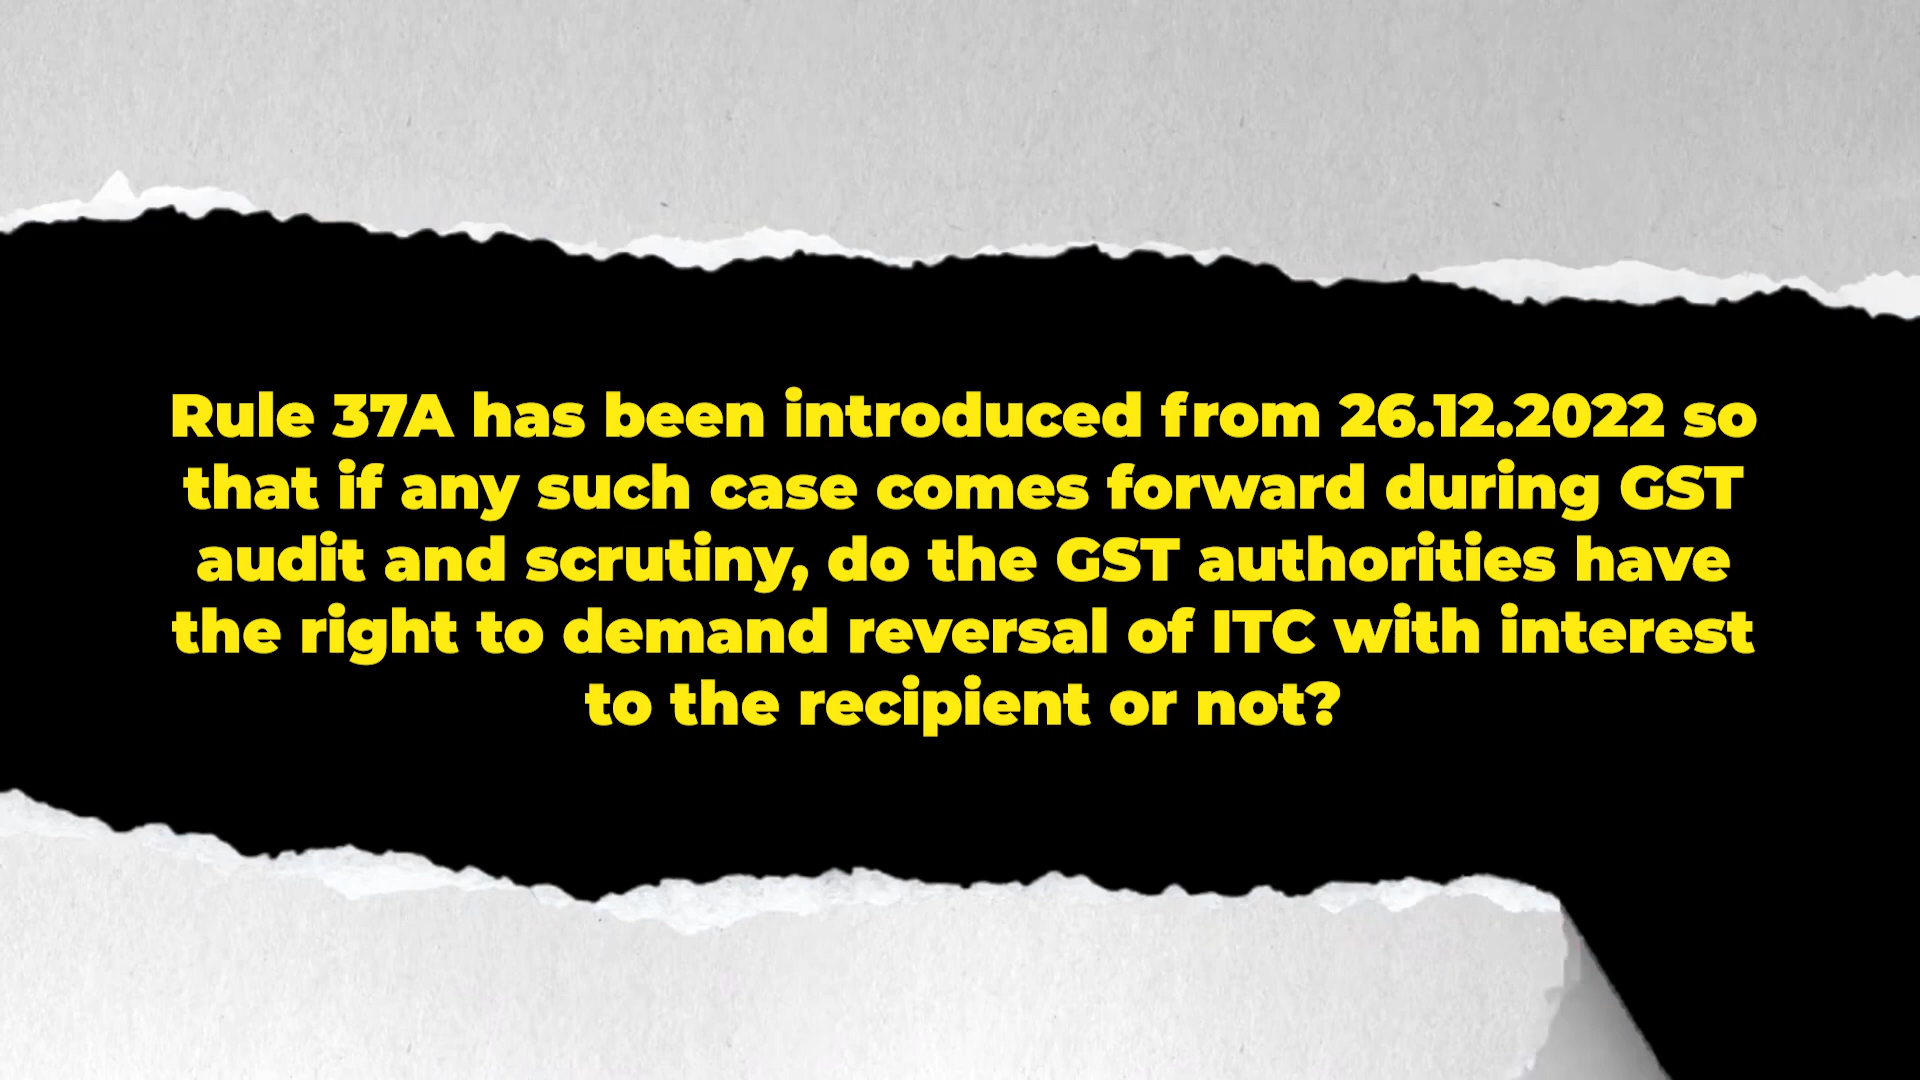 Rule 37A has been introduced from 26.12.2022 so
that if any such case comes forward during GST
audit and scrutiny, do the GST authorities have
the right to demand reversal of ITC with interest
to the recipient or not?